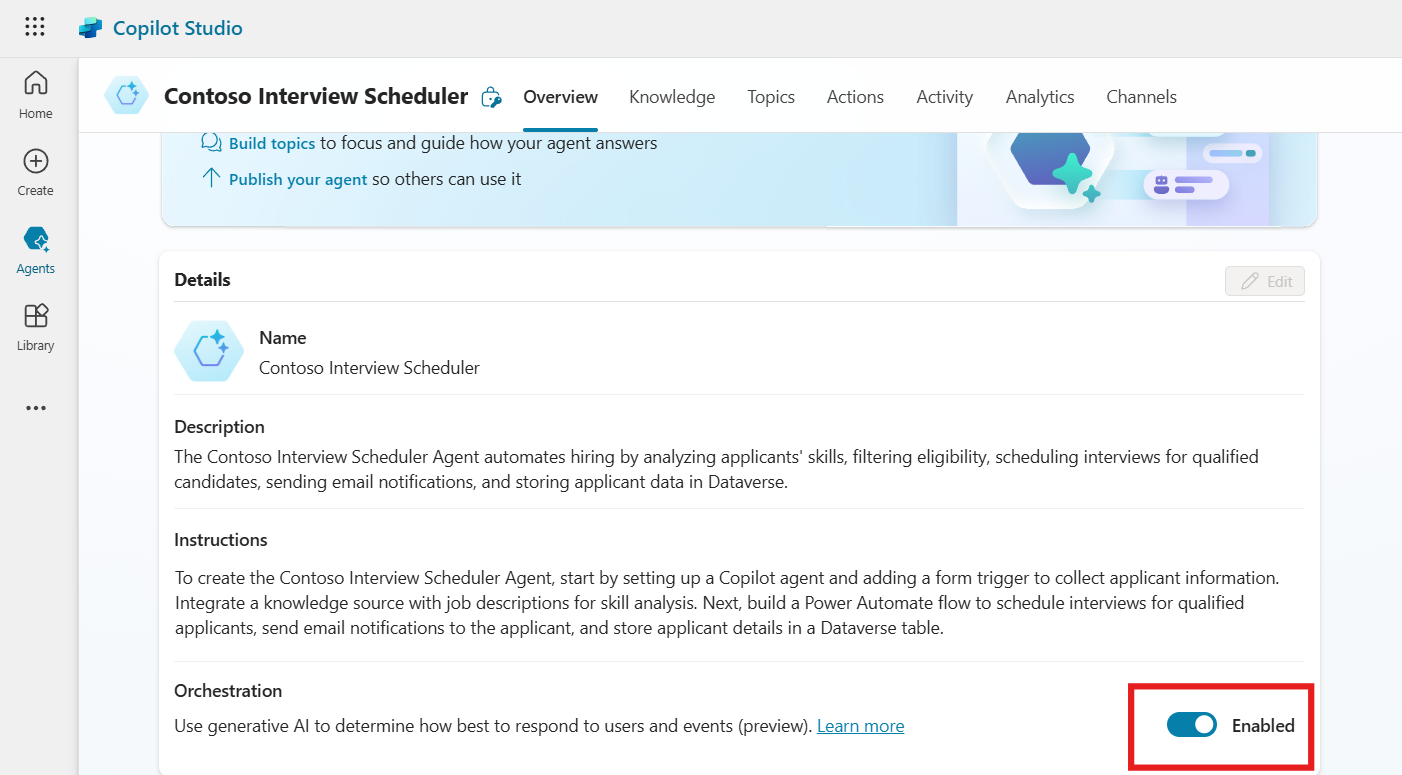 Copilot Studio
Home
Create
Agents
Library
Contoso Interview Scheduler
Overview
Knowledge
Topics
Actions
Activity
Analytics
Channels
Build topics to focus and guide how your agent answers
Publish your agent so others can use it
Details
Edit
Name
Contoso Interview Scheduler
Description
The Contoso Interview Scheduler Agent automates hiring by analyzing applicants' skills, filtering eligibility, scheduling interviews for qualified
candidates, sending email notifications, and storing applicant data in Dataverse.
Instructions
To create the Contoso Interview Scheduler Agent, start by setting up a Copilot agent and adding a form trigger to collect applicant information.
Integrate a knowledge source with job descriptions for skill analysis. Next, build a Power Automate flow to schedule interviews for qualified
applicants, send email notifications to the applicant, and store applicant details in a Dataverse table.
Orchestration
Use generative AI to determine how best to respond to users and events (preview). Learn more
Enabled